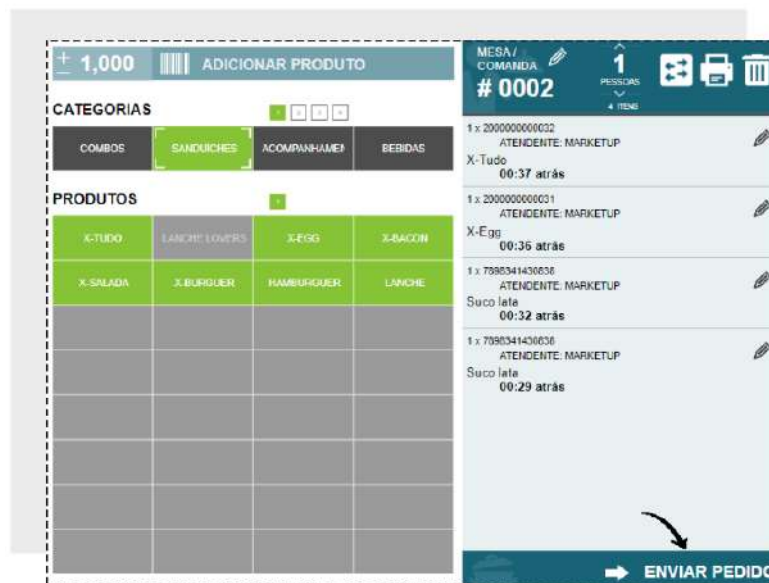 1,000 ADICIONAR PRODUTO
CATEGORIAS
COMBOS SANDUICHES ACOMPANHAMEN BEBIDAS
PRODUTOS
X-TUDO LANCHE LOVERS X-EGG X-BACON
X-SALADA X-BURGUER HAMBURGUER LANCHE
MESA /
COMANDA
# 0002
1
PESSOAS
4 ITENS
1 x 2000000000032
ATENDENTE: MARKETUP
X-Tudo
00:37 atrás
1 x 2000000000031
ATENDENTE: MARKETUP
X-Egg
00:36 atrás
1 x 7898341430838
ATENDENTE: MARKETUP
Suco lata
00:32 atrás
1 x 7898341430838
ATENDENTE: MARKETUP
Suco lata
00:29 atrás
ENVIAR PEDIDO